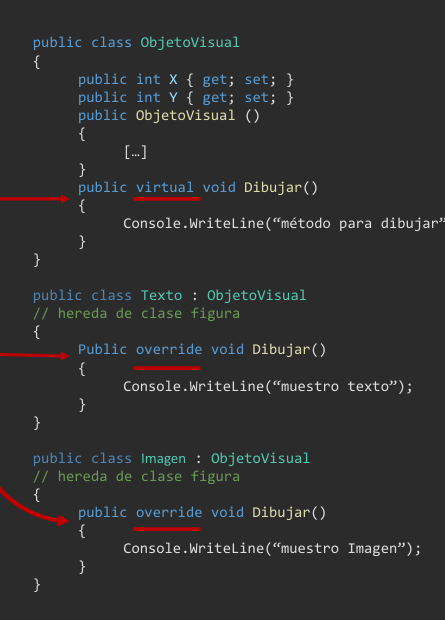 public class ObjetoVisual
{
public int X { get; set; }
public int Y { get; set; }
public ObjetoVisual ()
{
[…]
}
public virtual void Dibujar()
{
Console.WriteLine(“método para dibujar”
}
}
public class Texto : ObjetoVisual
// hereda de clase figura
{
Public override void Dibujar()
{
Console.WriteLine(“muestro texto”);
}
}
public class Imagen : ObjetoVisual
// hereda de clase figura
{
public override void Dibujar()
{
Console.WriteLine(“muestro Imagen”);
}
}